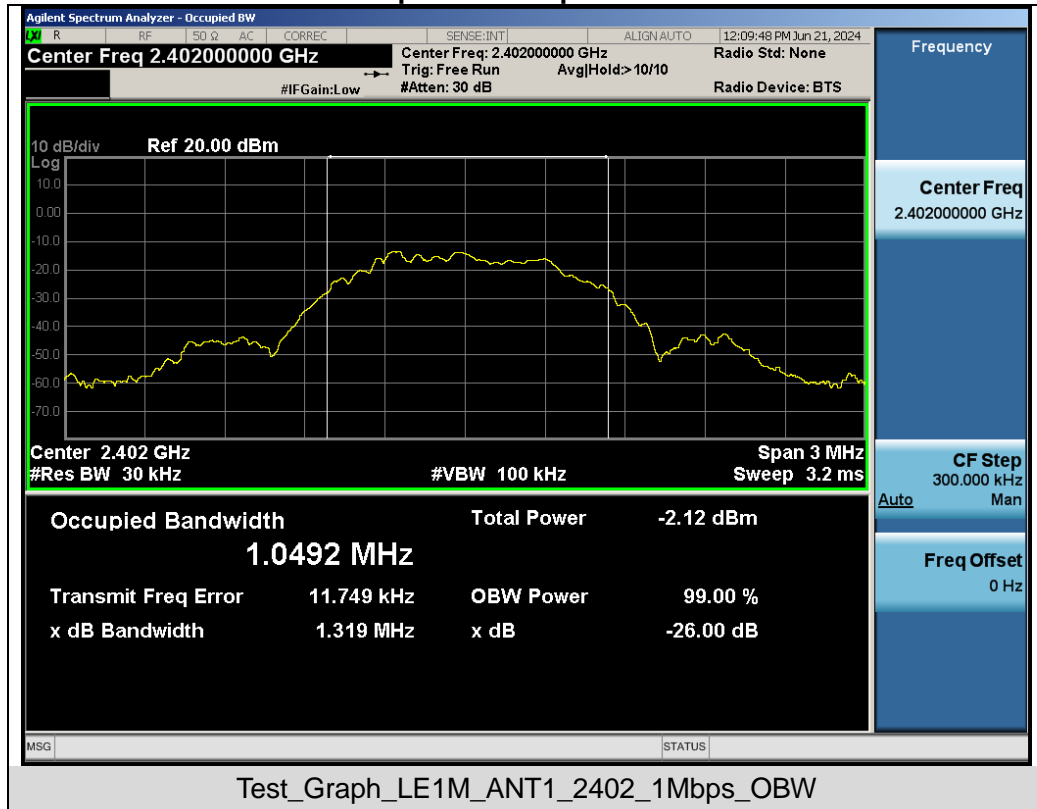 Agilent Spectrum Analyzer - Occupied BW
LXI R RF 50 Ω AC CORREC SENSE:INT ALIGN AUTO 12:09:48 PM Jun 21, 2024
Center Freq 2.402000000 GHz
Center Freq: 2.402000000 GHz
Radio Std: None
Trig: Free Run Avg|Hold:>10/10
#IFGain:Low #Atten: 30 dB Radio Device: BTS
10 dB/div Ref 20.00 dBm
Log
10.0
0.00
-10.0
-20.0
-30.0
-40.0
-50.0
-60.0
-70.0
Center 2.402 GHz Span 3 MHz
#Res BW 30 kHz #VBW 100 kHz Sweep 3.2 ms
Occupied Bandwidth Total Power -2.12 dBm
1.0492 MHz
Transmit Freq Error 11.749 kHz OBW Power 99.00 %
x dB Bandwidth 1.319 MHz x dB -26.00 dB
Frequency
Center Freq
2.402000000 GHz
CF Step
300.000 kHz
Auto Man
Freq Offset
0 Hz
MSG STATUS
Test_Graph_LE1M_ANT1_2402_1Mbps_OBW